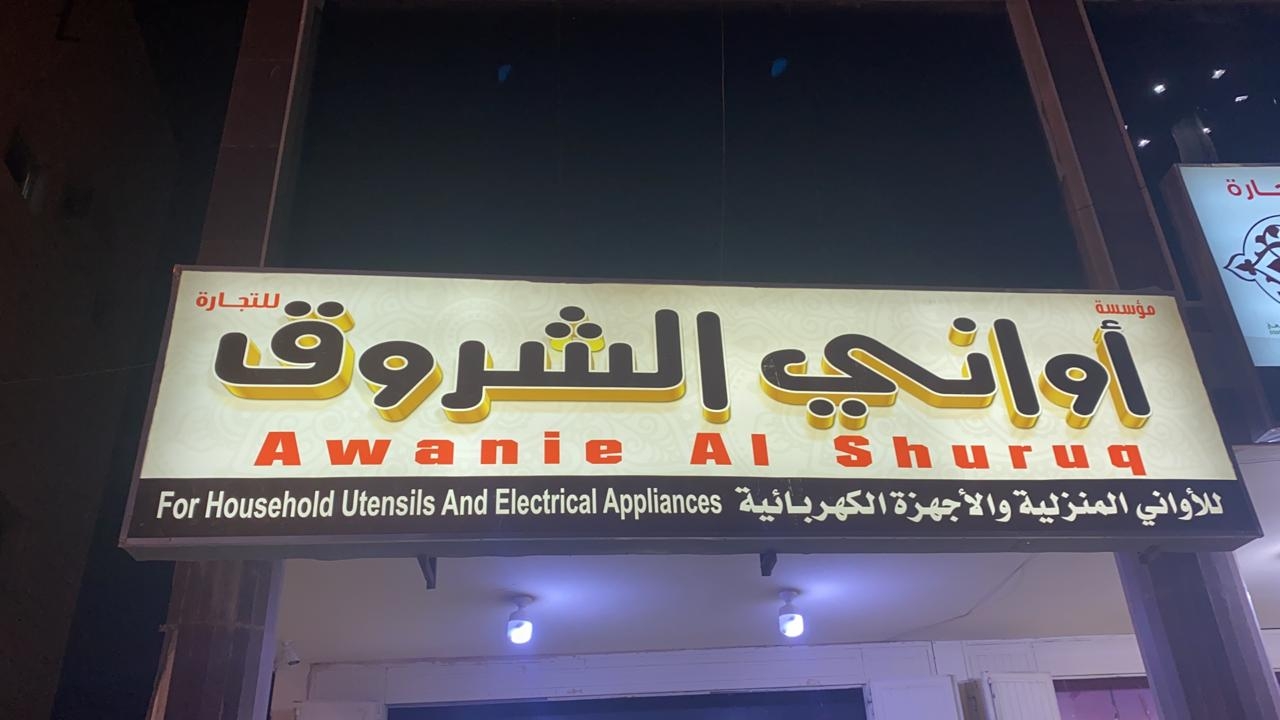 مؤسسة
أواني الشروق
للتجارة
Awanie Al Shuruq
For Household Utensils And Electrical Appliances للأواني المنزلية والأجهزة الكهربائية